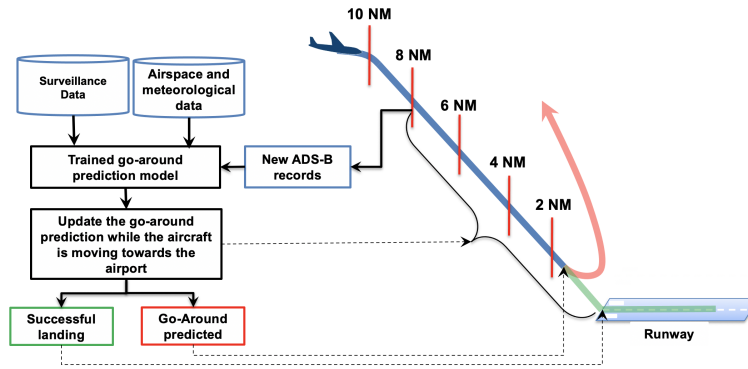 10 NM
8 NM
6 NM
4 NM
2 NM
Surveillance
Data
Airspace and
meteorological
data
Trained go-around
prediction model
New ADS-B
records
Update the go-around
prediction while the aircraft
is moving towards the
airport
Successful
landing
Go-Around
predicted
Runway